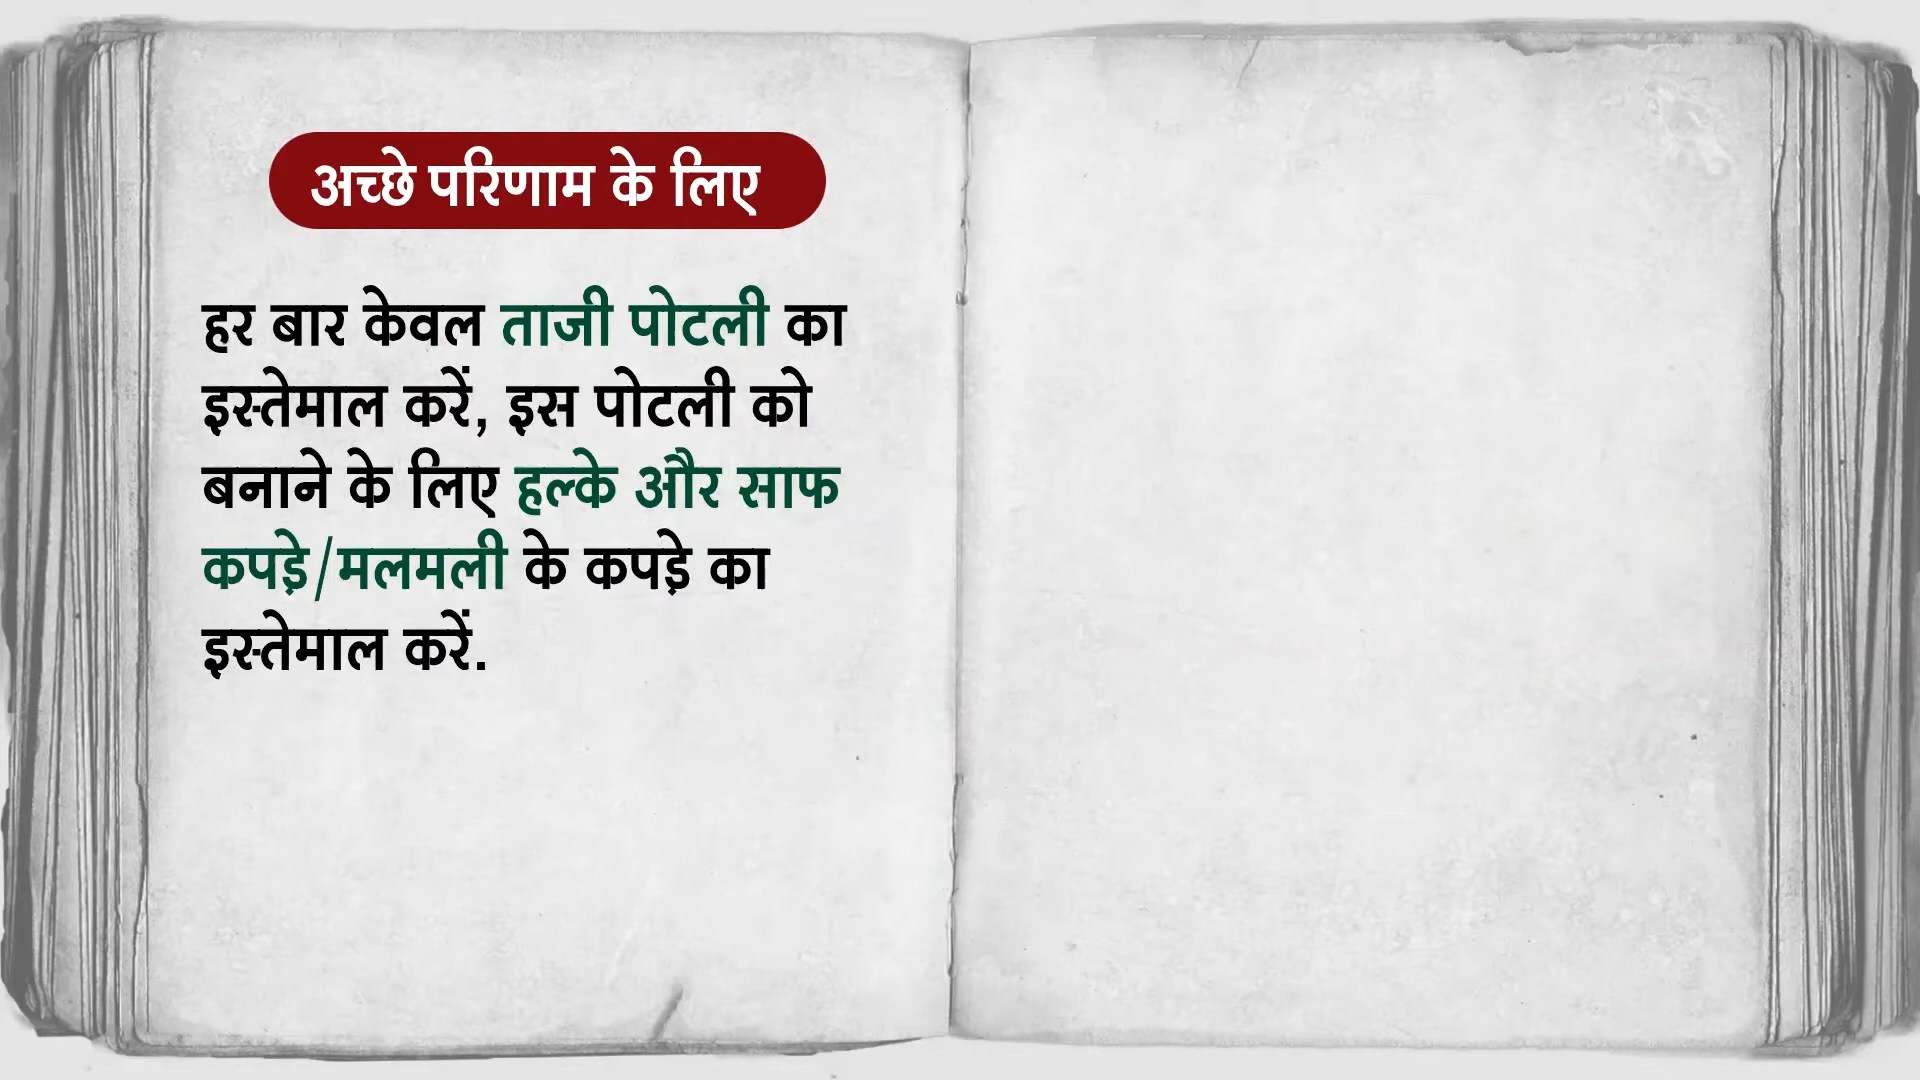 अच्छे परिणाम के लिए
हर बार केवल ताजी पोटली का
इस्तेमाल करें, इस पोटली को
बनाने के लिए हल्के और साफ
कपड़े/मलमली के कपड़े का
इस्तेमाल करें.